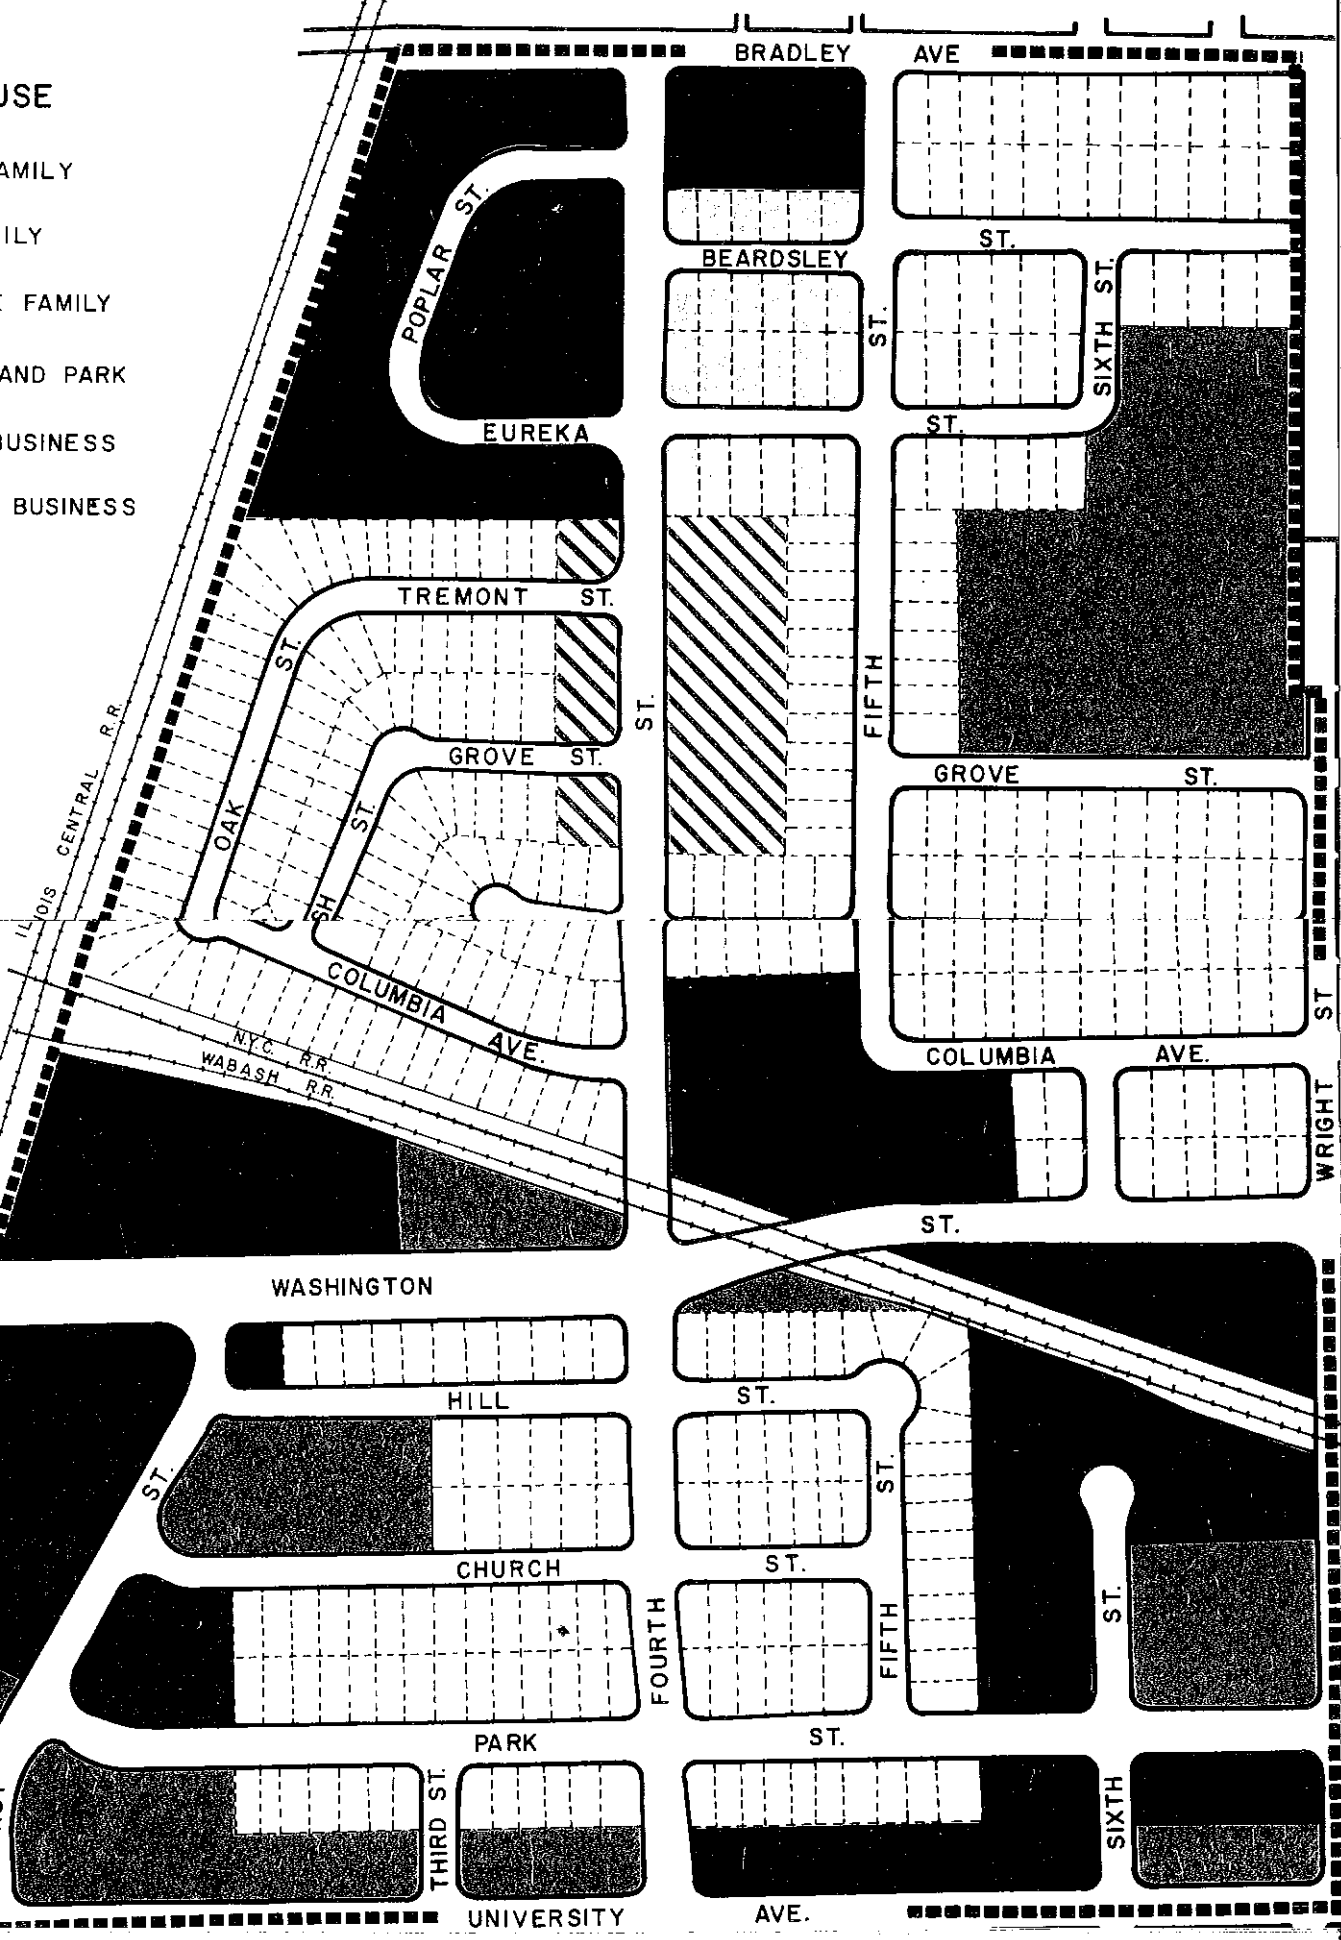 BRADLEY AVE
USE
AMILY
ILY
E FAMILY
AND PARK
BUSINESS
BUSINESS
POPLAR ST.
BEARDSLEY ST.
SIXTH ST.
ST.
EUREKA ST.
TREMONT ST.
OAK ST.
ST.
FIFTH
GROVE ST.
GROVE ST.
SH ST.
ILLINOIS CENTRAL R.R.
COLUMBIA AVE.
COLUMBIA AVE.
N.Y.C. R.R.
WABASH R.R.
WRIGHT ST
WASHINGTON ST.
HILL ST.
ST.
CHURCH ST.
FOURTH
FIFTH ST.
ST.
PARK ST.
THIRD ST.
SIXTH
UNIVERSITY AVE.